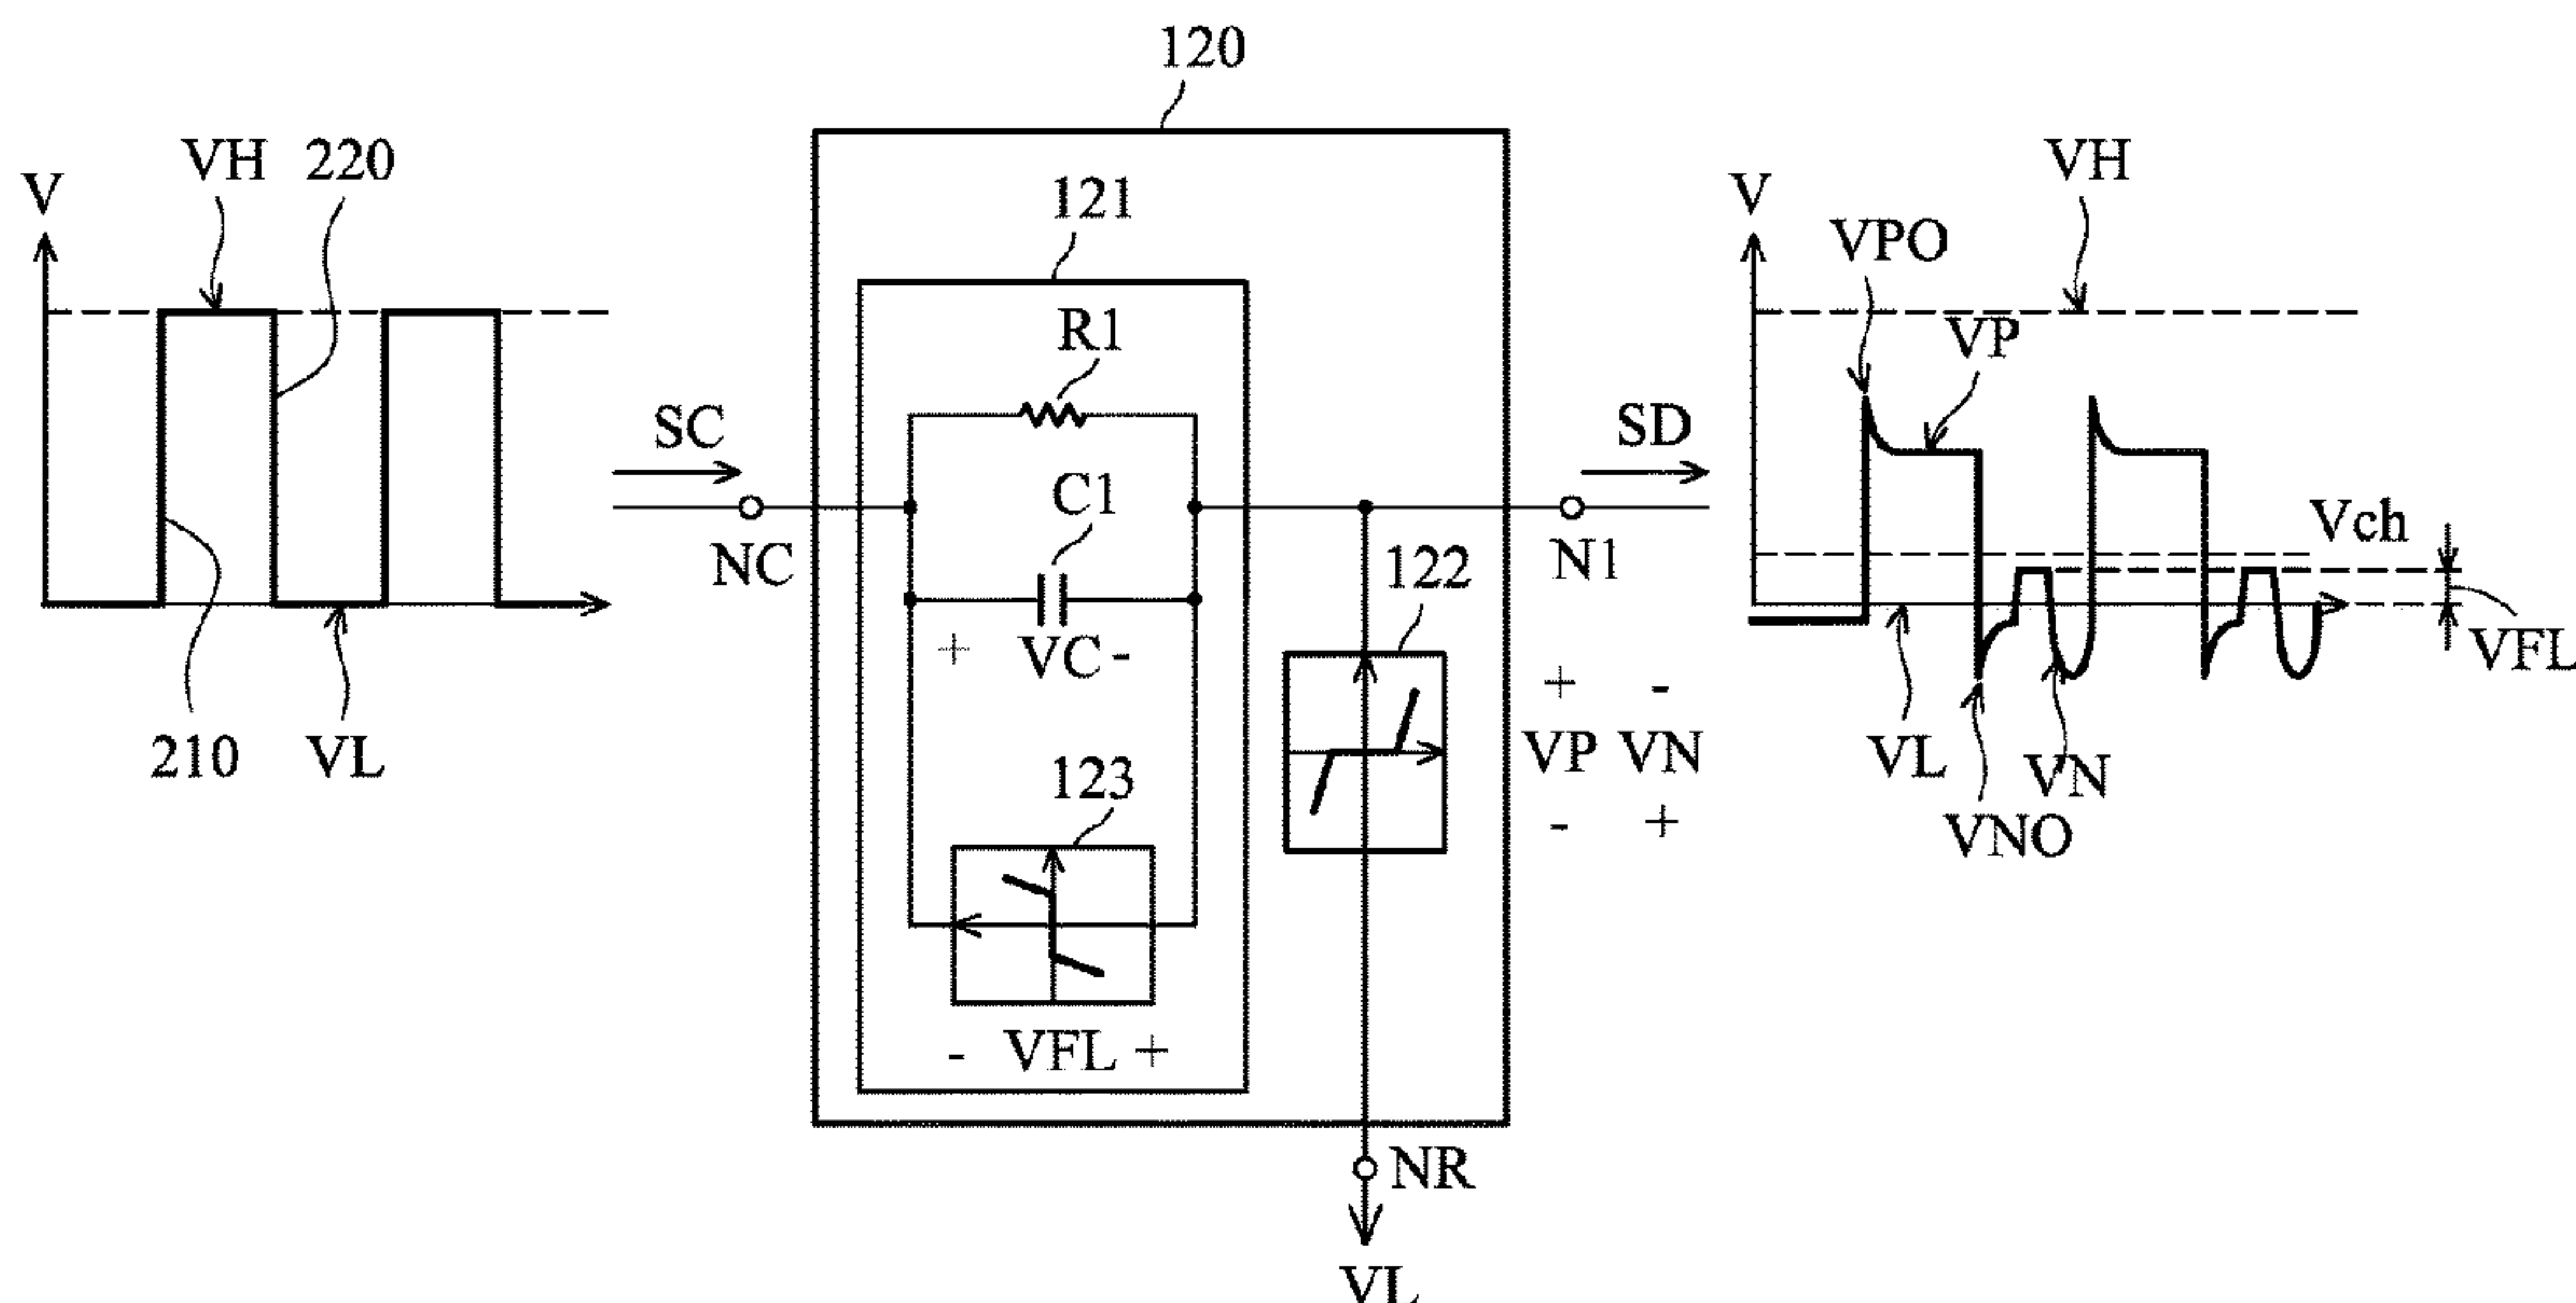 120
VH 220
V
121
VH
V
VPO
R1
VP
SC
SD
C1
Vch
NC
N1
122
+ VC -
VFL
+ -
VP VN
- +
210 VL
VL
VN
VNO
123
- VFL +
NR
VL